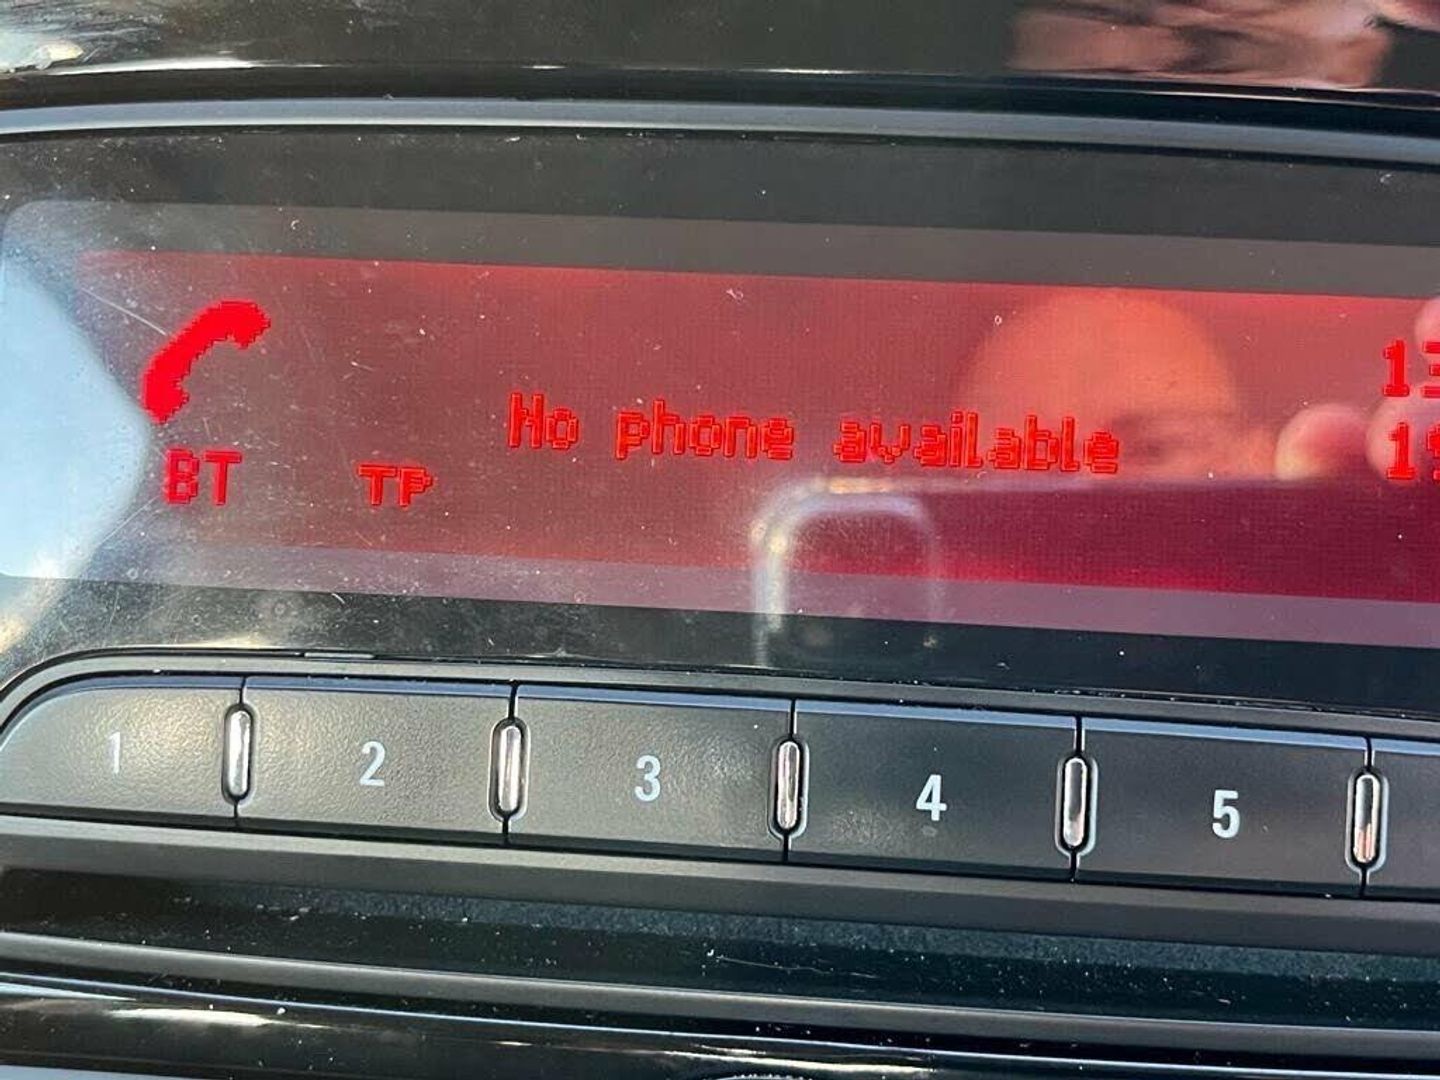 No phone available
BT TP
1 2 3 4 5